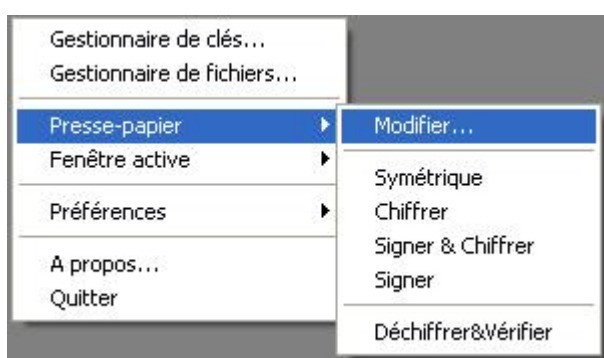 Gestionnaire de clés...
Gestionnaire de fichiers...
Presse-papier
Fenêtre active
Préférences
A propos...
Quitter
Modifier...
Symétrique
Chiffrer
Signer & Chiffrer
Signer
Déchiffrer&Vérifier